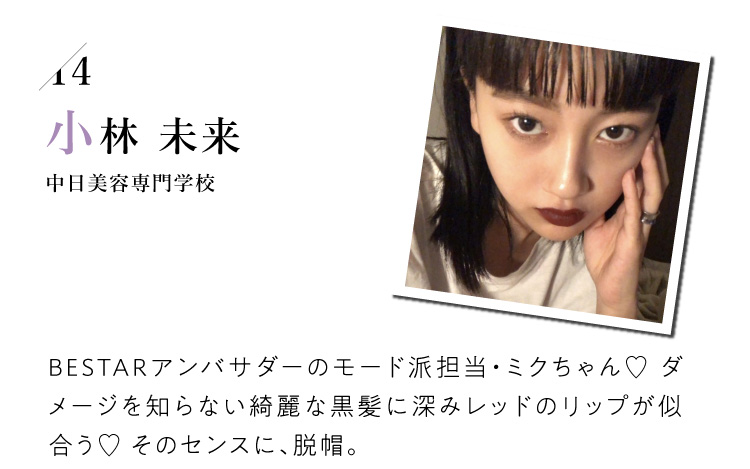 14
小林 未来
中日美容専門学校
BESTARアンバサダーのモード派担当・ミクちゃん♡ ダ
メージを知らない綺麗な黒髪に深みレッドのリップが似
合う♡ そのセンスに、脱帽。